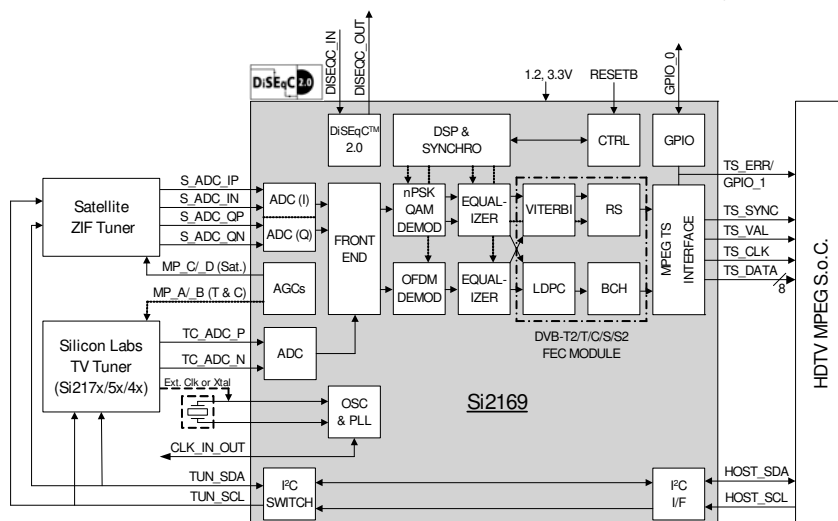 DiSEqC 2.0
DISEQC_IN
DISEQC_OUT
1.2, 3.3V
RESETB
GPIO_0
DiSEqC™
2.0
DSP &
SYNCHRO
CTRL
GPIO
TS_ERR/
GPIO_1
S_ADC_IP
S_ADC_IN
S_ADC_QP
S_ADC_QN
Satellite
ZIF Tuner
ADC (I)
ADC (Q)
FRONT
END
nPSK
QAM
DEMOD
EQUAL-
IZER
VITERBI
RS
MPEG TS
INTERFACE
TS_SYNC
TS_VAL
TS_CLK
TS_DATA
8
HDTV MPEG S.o.C.
MP_C/_D (Sat.)
MP_A/_B (T & C)
AGCs
OFDM
DEMOD
EQUAL-
IZER
LDPC
BCH
DVB-T2/T/C/S/S2
FEC MODULE
Silicon Labs
TV Tuner
(Si217x/5x/4x)
TC_ADC_P
TC_ADC_N
ADC
Ext. Clk or Xtal
OSC
& PLL
Si2169
CLK_IN_OUT
TUN_SDA
TUN_SCL
I²C
SWITCH
I²C
I/F
HOST_SDA
HOST_SCL